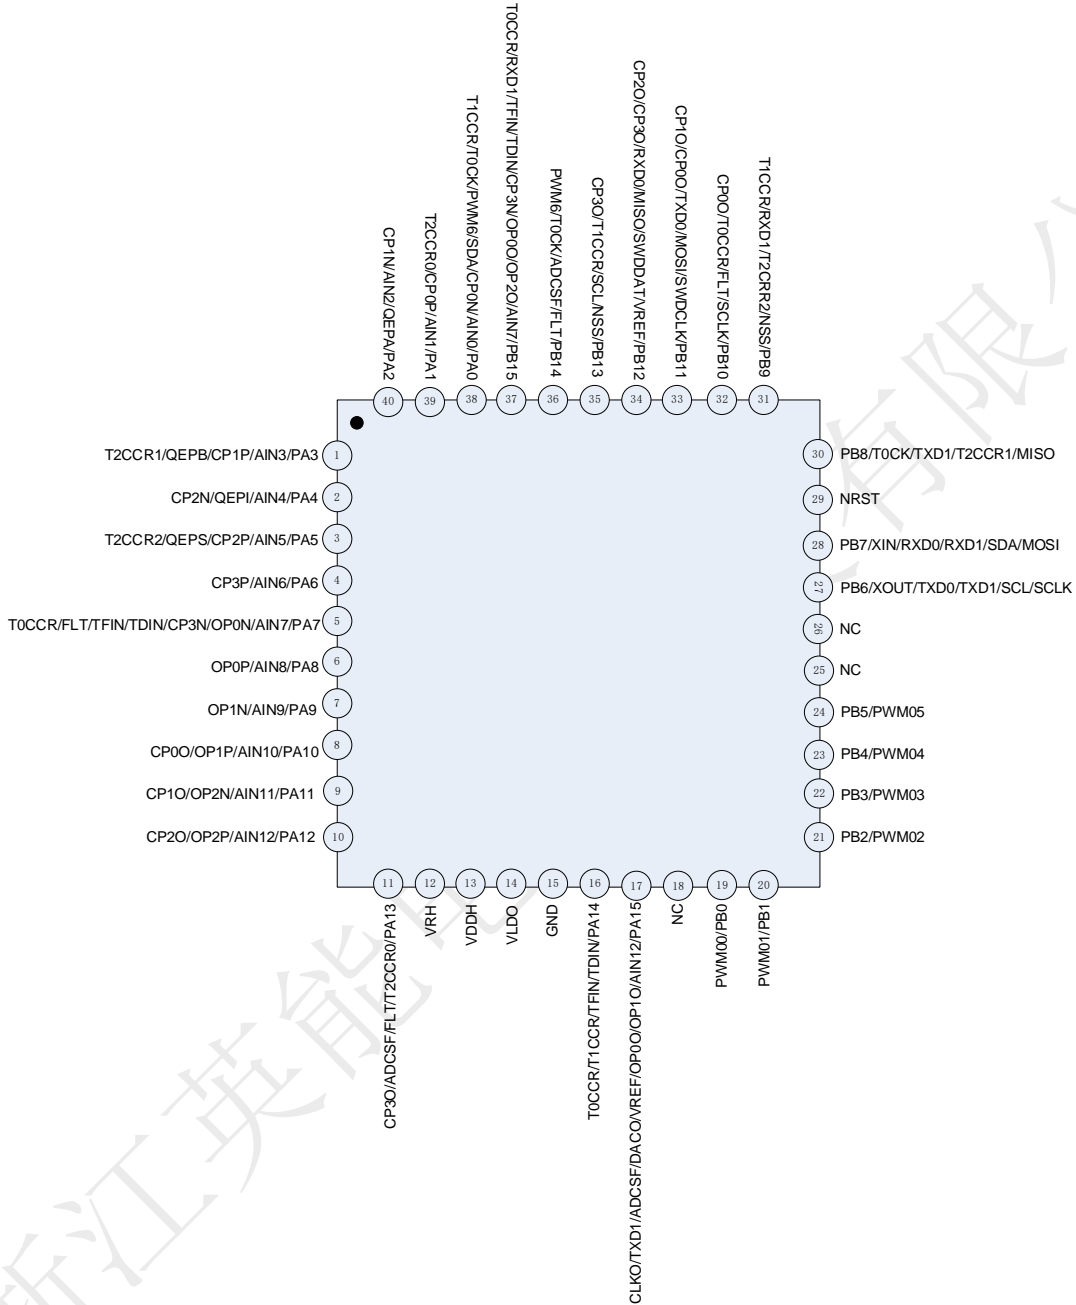 T0CCR/RXD1/TFIN/TDIN/CP3N/OP0O/OP2O/AIN7/PB15
CP2O/CP3O/RXD0/MISO/SWDDAT/VREF/PB12
T1CCR/T0CK/PWM6/SDA/CP0N/AIN0/PA0
CP1O/CP0O/TXD0/MOSI/SWDCLK/PB11
T1CCR/RXD1/T2CRR2/NSS/PB9
PWM6/T0CK/ADCSF/FLT/PB14
CP3O/T1CCR/SCL/NSS/PB13
CP0O/T0CCR/FLT/SCLK/PB10
T2CCR0/CP0P/AIN1/PA1
CP1N/AIN2/QEPA/PA2
40 39 38 37 36 35 34 33 32 31
T2CCR1/QEPB/CP1P/AIN3/PA3 1
30 PB8/T0CK/TXD1/T2CCR1/MISO
CP2N/QEPI/AIN4/PA4 2
29 NRST
T2CCR2/QEPS/CP2P/AIN5/PA5 3
28 PB7/XIN/RXD0/RXD1/SDA/MOSI
CP3P/AIN6/PA6 4
27 PB6/XOUT/TXD0/TXD1/SCL/SCLK
T0CCR/FLT/TFIN/TDIN/CP3N/OP0N/AIN7/PA7 5
26 NC
OP0P/AIN8/PA8 6
25 NC
OP1N/AIN9/PA9 7
24 PB5/PWM05
CP0O/OP1P/AIN10/PA10 8
23 PB4/PWM04
CP1O/OP2N/AIN11/PA11 9
22 PB3/PWM03
CP2O/OP2P/AIN12/PA12 10
21 PB2/PWM02
11 12 13 14 15 16 17 18 19 20
CP3O/ADCSF/FLT/T2CCR0/PA13
VRH
VDDH
VLDO
GND
T0CCR/T1CCR/TFIN/TDIN/PA14
CLKO/TXD1/ADCSF/DACO/VREF/OP0O/OP1O/AIN12/PA15
NC
PWM00/PB0
PWM01/PB1
浙江英能电 有限公